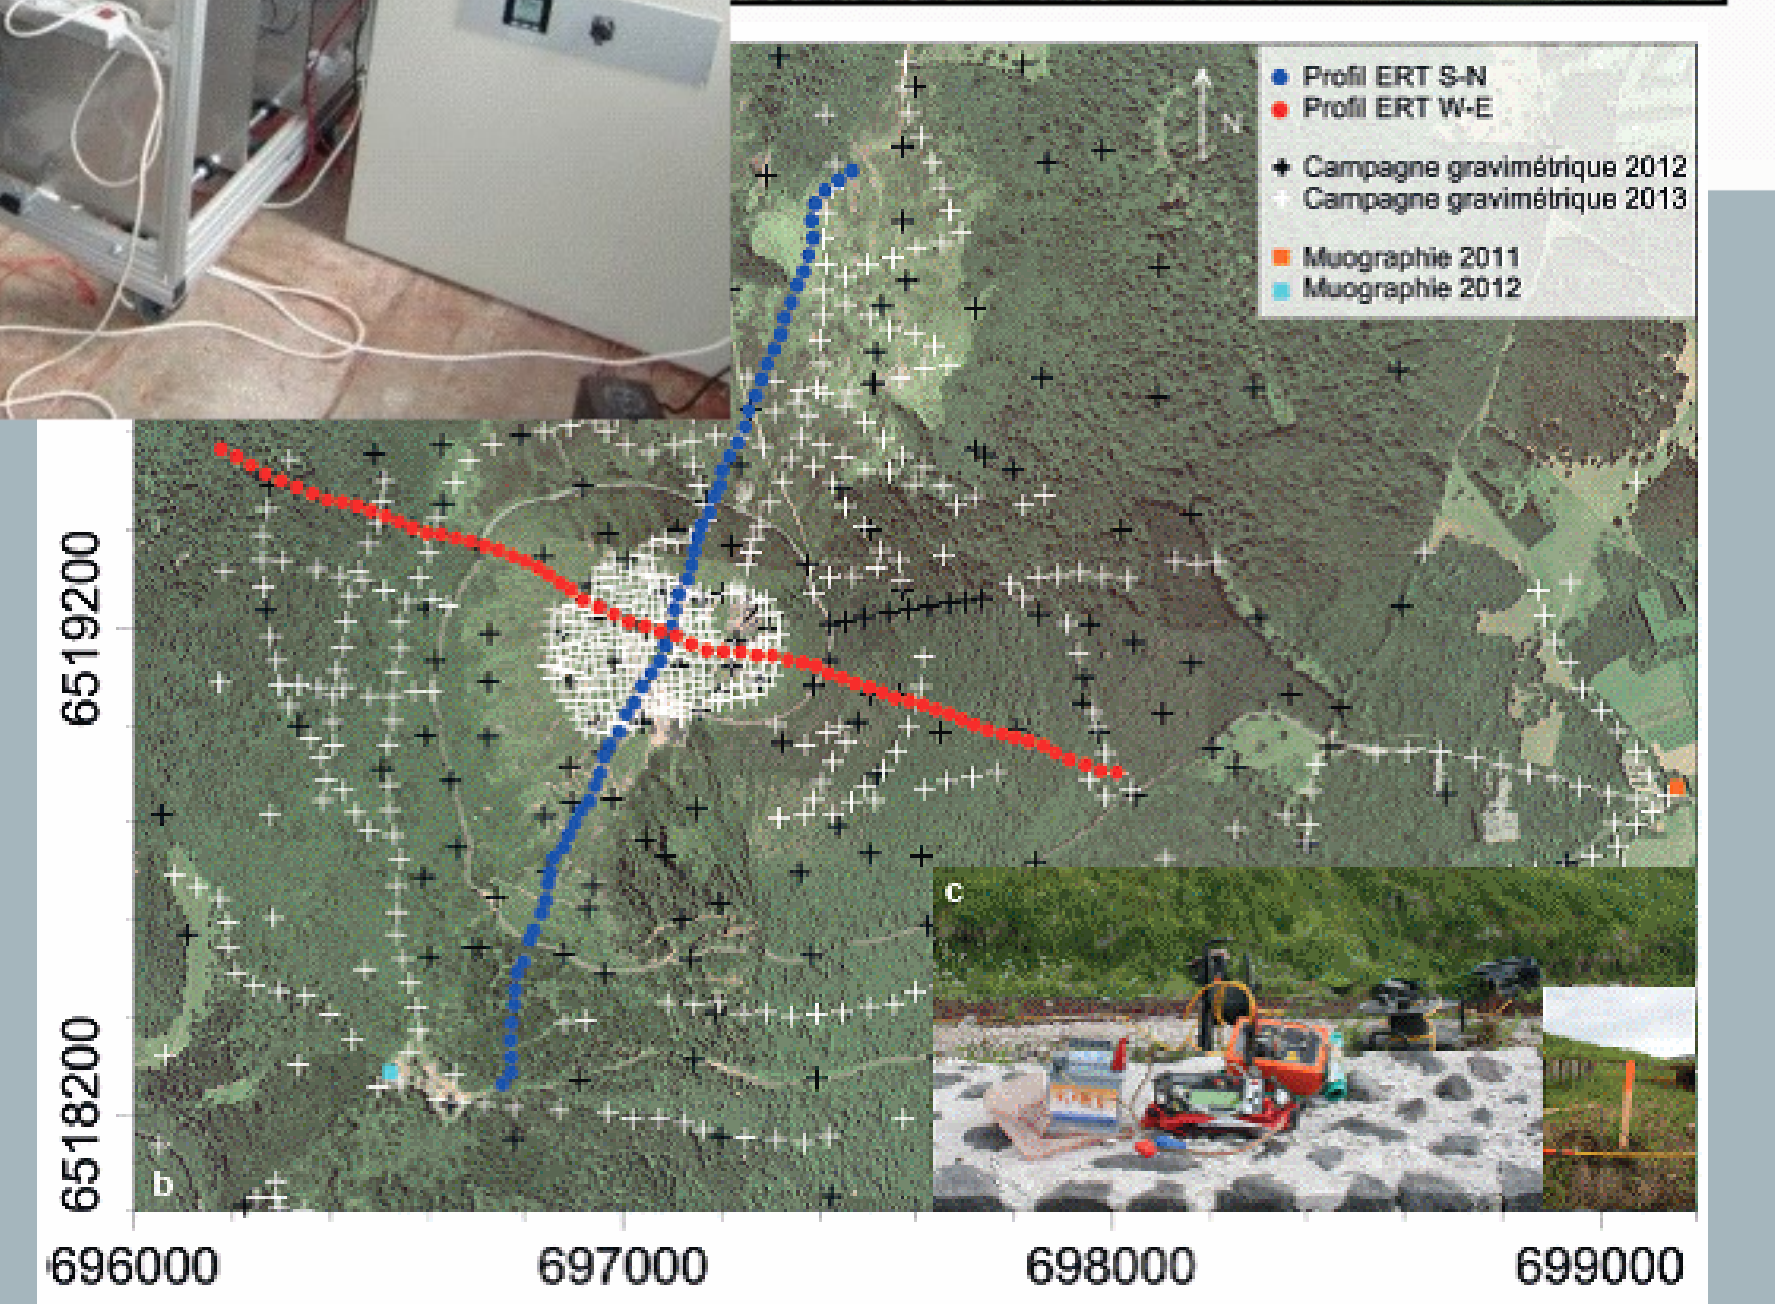 Profil ERT S-N
Profil ERT W-E
Campagne gravimétrique 2012
Campagne gravimétrique 2013
Muographie 2011
Muographie 2012
N
6519200
6518200
b
c
696000
697000
698000
699000